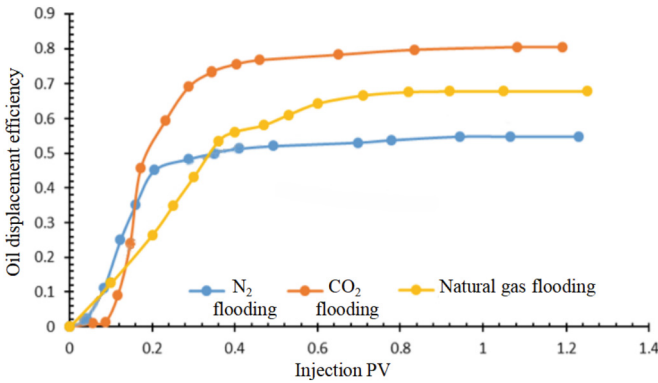 0.9
0.8
0.7
0.6
0.5
0.4
0.3
0.2
0.1
0
Oil displacement efficiency
N2 flooding
CO2 flooding
Natural gas flooding
0 0.2 0.4 0.6 0.8 1 1.2 1.4
Injection PV